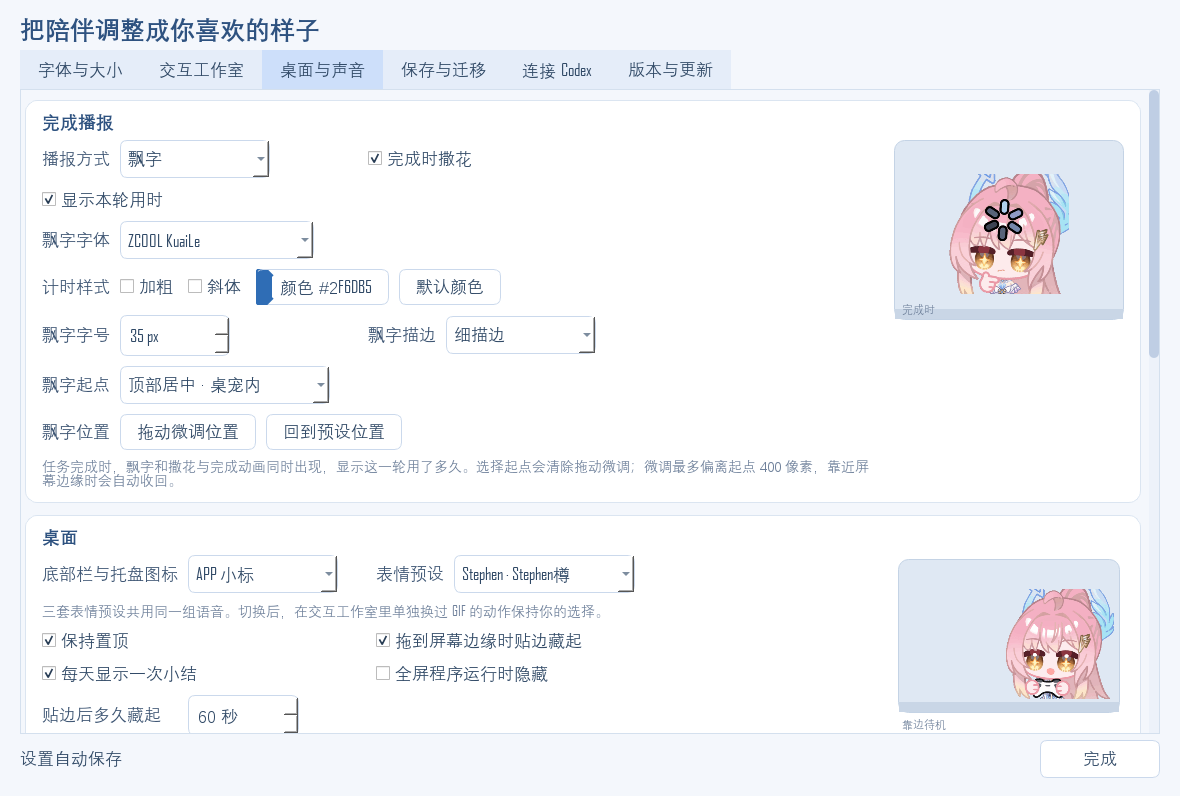 把陪伴调整成你喜欢的样子
字体与大小 交互工作室 桌面与声音 保存与迁移 连接 Codex 版本与更新
完成播报
播报方式 飘字 完成时撒花
显示本轮用时
飘字字体 ZCOOL KuaiLe
计时样式 加粗 斜体 颜色 #2F6DB5 默认颜色
飘字字号 35 px 飘字描边 细描边
完成时
飘字起点 顶部居中 · 桌宠内
飘字位置 拖动微调位置 回到预设位置
任务完成时，飘字和撒花与完成动画同时出现，显示这一轮用了多久。选择起点会清除拖动微调；微调最多偏离起点 400 像素，靠近屏
幕边缘时会自动收回。
桌面
底部栏与托盘图标 APP 小标 表情预设 Stephen · Stephen樽
三套表情预设共用同一组语音。切换后，在交互工作室里单独换过 GIF 的动作保持你的选择。
保持置顶 拖到屏幕边缘时贴边藏起
每天显示一次小结 全屏程序运行时隐藏
贴边后多久藏起 60 秒
靠边待机
设置自动保存 完成